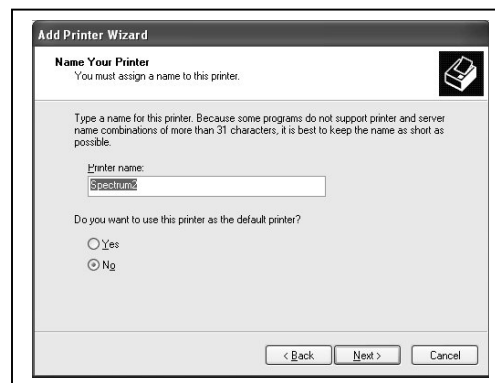 Add Printer Wizard
Name Your Printer
You must assign a name to this printer.
Type a name for this printer. Because some programs do not support printer and server
name combinations of more than 31 characters, it is best to keep the name as short as
possible.
Printer name:
Spectrum2
Do you want to use this printer as the default printer?
Yes
No
< Back Next > Cancel